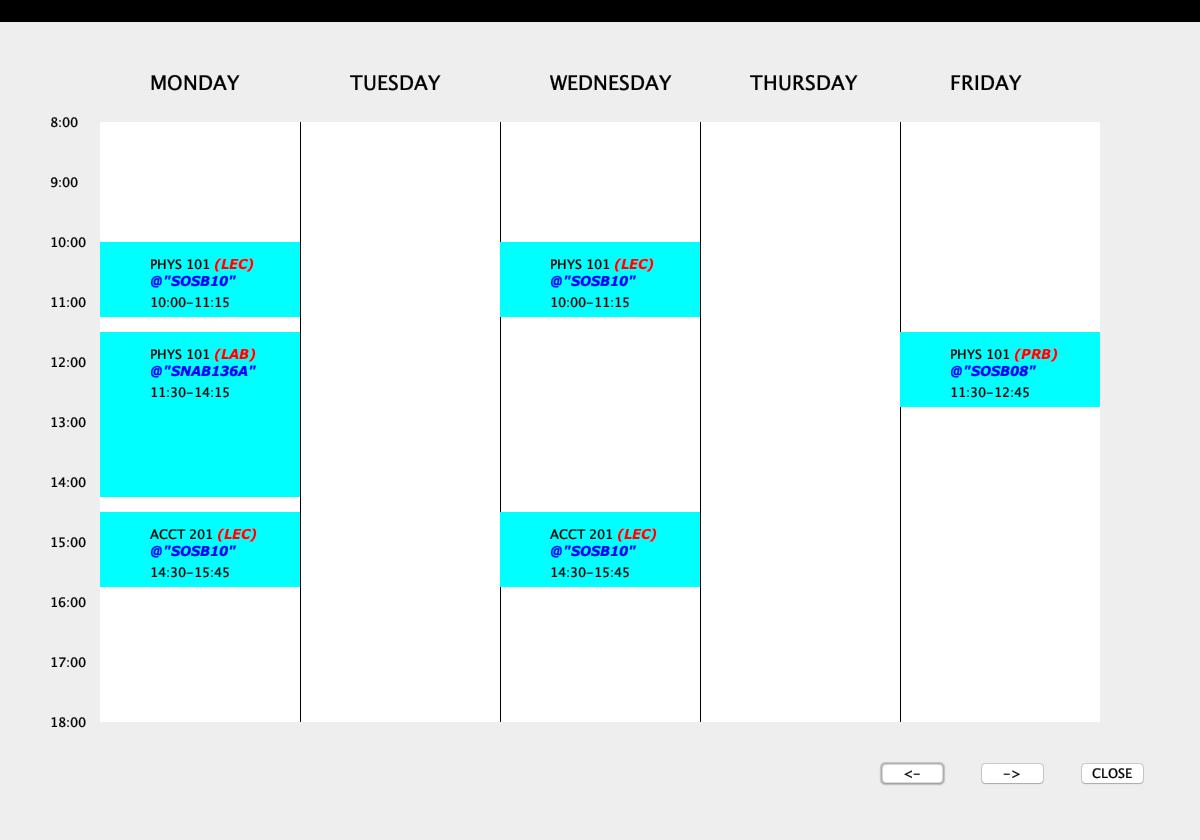 MONDAY TUESDAY WEDNESDAY THURSDAY FRIDAY
8:00
9:00
10:00
PHYS 101 (LEC)
@"SOSB10"
10:00-11:15
PHYS 101 (LEC)
@"SOSB10"
10:00-11:15
11:00
PHYS 101 (LAB)
@"SNAB136A"
11:30-14:15
PHYS 101 (PRB)
@"SOSB08"
11:30-12:45
12:00
13:00
14:00
ACCT 201 (LEC)
@"SOSB10"
14:30-15:45
ACCT 201 (LEC)
@"SOSB10"
14:30-15:45
15:00
16:00
17:00
18:00
<- -> CLOSE